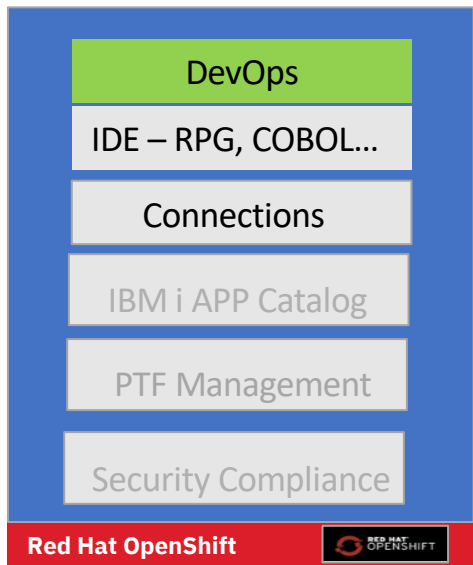 DevOps
IDE – RPG, COBOL...
Connections
IBM i APP Catalog
PTF Management
Security Compliance
Red Hat OpenShift
RED HAT
OPENSHIFT